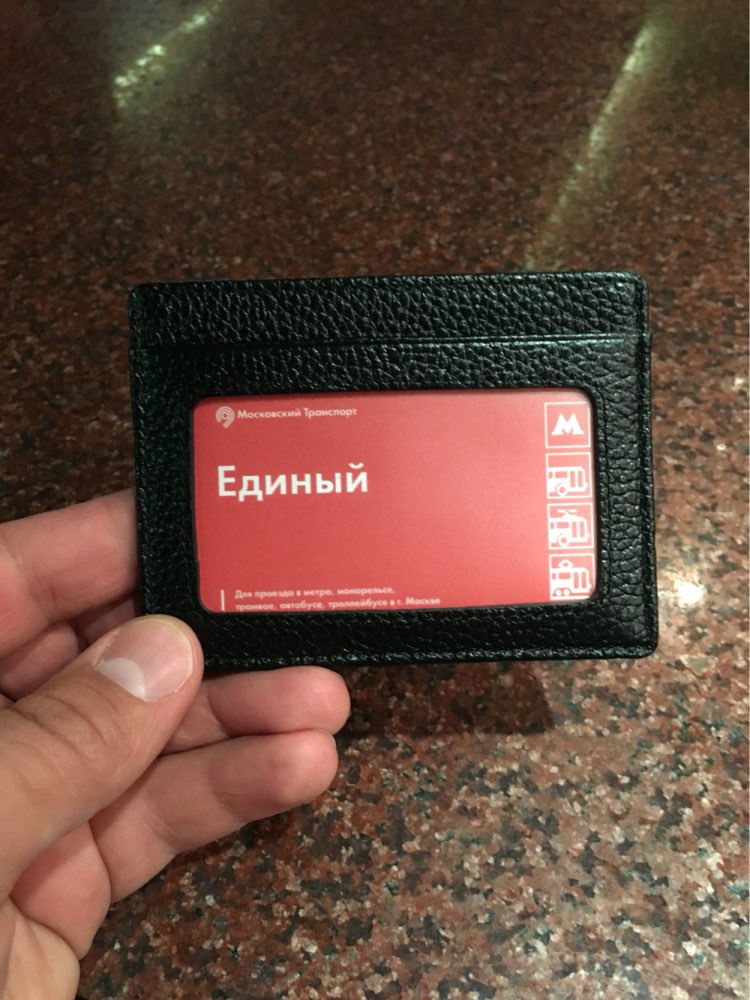 Московский Транспорт
М
Единый
Для проезда в метро, монорельсе,
трамвае, автобусе, троллейбусе в г. Москве